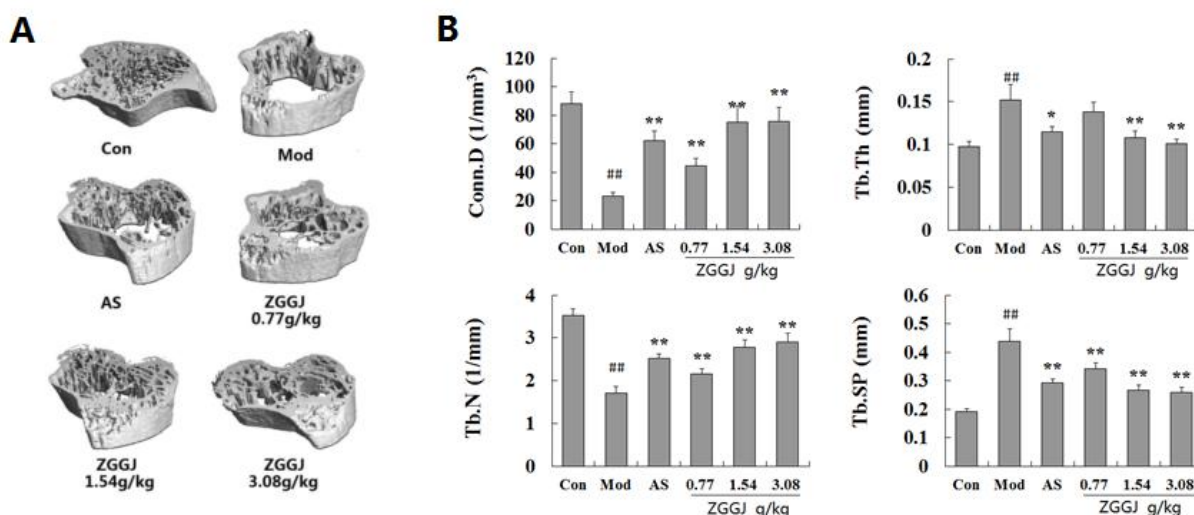 A
Con
Mod
AS
ZGGJ
0.77g/kg
ZGGJ
1.54g/kg
ZGGJ
3.08g/kg
B
Conn.D (1/mm³)
120
100
80
60
40
20
0
##
**
**
**
**
Con Mod AS 0.77 1.54 3.08
ZGGJ g/kg
Tb.Th (mm)
0.2
0.15
0.1
0.05
0
##
*
**
**
Con Mod AS 0.77 1.54 3.08
ZGGJ g/kg
Tb.N (1/mm)
4
3
2
1
0
##
**
**
**
**
Con Mod AS 0.77 1.54 3.08
ZGGJ g/kg
Tb.SP (mm)
0.6
0.5
0.4
0.3
0.2
0.1
0
##
**
**
**
**
Con Mod AS 0.77 1.54 3.08
ZGGJ g/kg